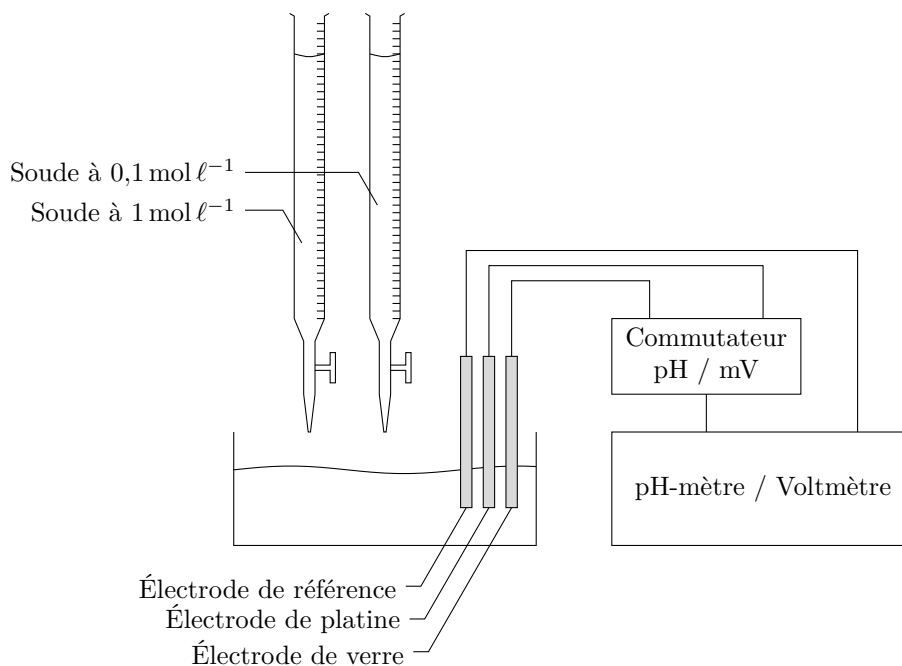 Soude à 0,1 mol ℓ⁻¹
Soude à 1 mol ℓ⁻¹
Commutateur
pH / mV
pH-mètre / Voltmètre
Électrode de référence
Électrode de platine
Électrode de verre